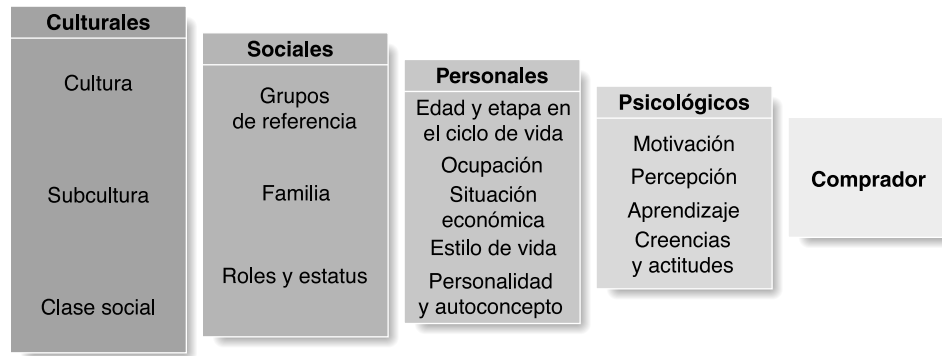 Culturales
Cultura
Subcultura
Clase social
Sociales
Grupos
de referencia
Familia
Roles y estatus
Personales
Edad y etapa en
el ciclo de vida
Ocupación
Situación
económica
Estilo de vida
Personalidad
y autoconcepto
Psicológicos
Motivación
Percepción
Aprendizaje
Creencias
y actitudes
Comprador